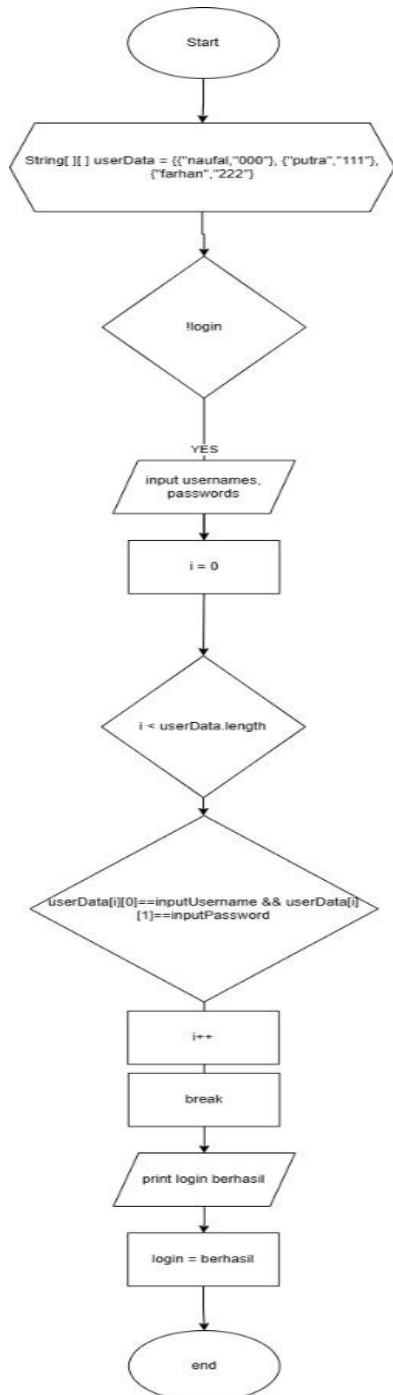 Start
String[ ][ ] userData = {{"naufal,"000"}, {"putra","111"},
{"farhan","222"}
!login
YES
input usernames,
passwords
i = 0
i < userData.length
userData[i][0]==inputUsername && userData[i]
[1]==inputPassword
i++
break
print login berhasil
login = berhasil
end